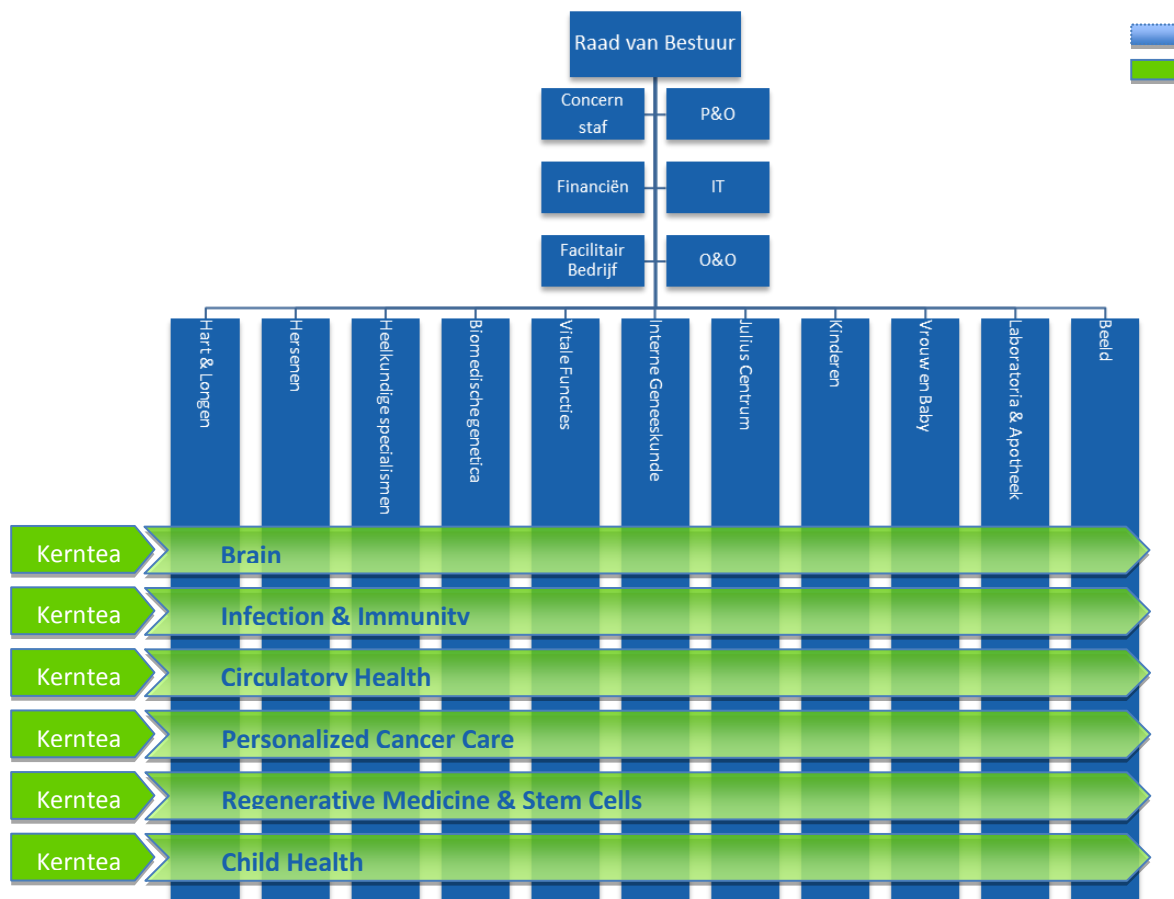 Raad van Bestuur
Concern
staf
P&O
Financiën
IT
Facilitair
Bedrijf
O&O
Hart & Longen
Hersenen
Heelkundige specialismen
Biomedische genetica
Vitale Functies
Interne Geneeskunde
Julius Centrum
Kinderen
Vrouw en Baby
Laboratoria & Apotheek
Beeld
Kerntea
Brain
Kerntea
Infection & Immunity
Kerntea
Circulatory Health
Kerntea
Personalized Cancer Care
Kerntea
Regenerative Medicine & Stem Cells
Kerntea
Child Health